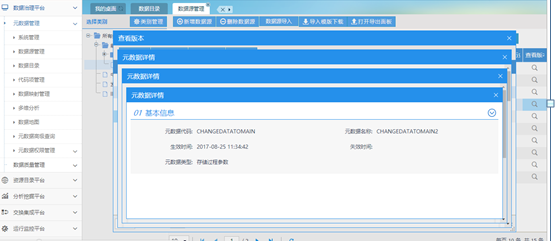 数据治理平台
元数据管理
系统管理
数据源管理
数据目录
代码项管理
数据映射管理
多维分析
数据地图
元数据高级查询
元数据权限管理
数据质量管理
资源目录平台
分析挖掘平台
交换集成平台
运行监控平台
我的桌面 数据目录 数据源管理
选择类别 类别管理 新增数据源 删除数据源 数据源导入 导入模版下载 打开导出面板
所有
查看版本
查看版本
元数据详情
元数据详情
元数据详情
01 基本信息
元数据代码: CHANGEDATATOMAIN 元数据名称: CHANGEDATATOMAIN2
生效时间: 2017-08-25 11:34:42 失效时间:
元数据类型: 存储过程参数